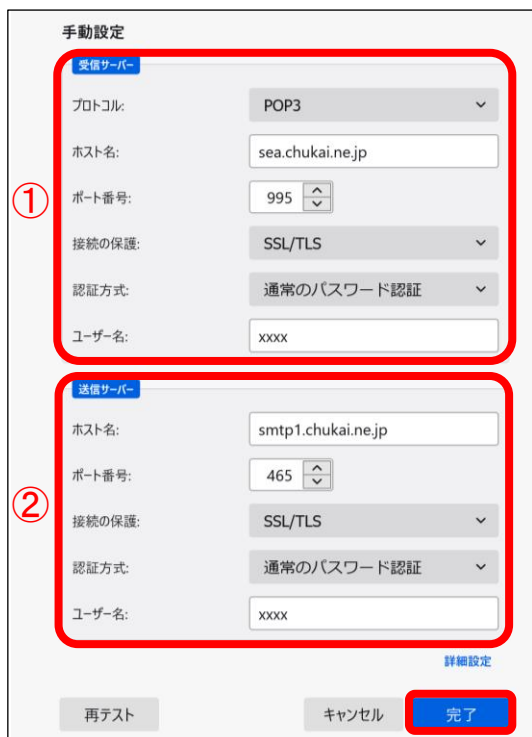 手動設定
受信サーバー
プロトコル: POP3
ホスト名: sea.chukai.ne.jp
ポート番号: 995
接続の保護: SSL/TLS
認証方式: 通常のパスワード認証
ユーザー名: xxxx
①
送信サーバー
ホスト名: smtp1.chukai.ne.jp
ポート番号: 465
接続の保護: SSL/TLS
認証方式: 通常のパスワード認証
ユーザー名: xxxx
②
詳細設定
再テスト キャンセル 完了